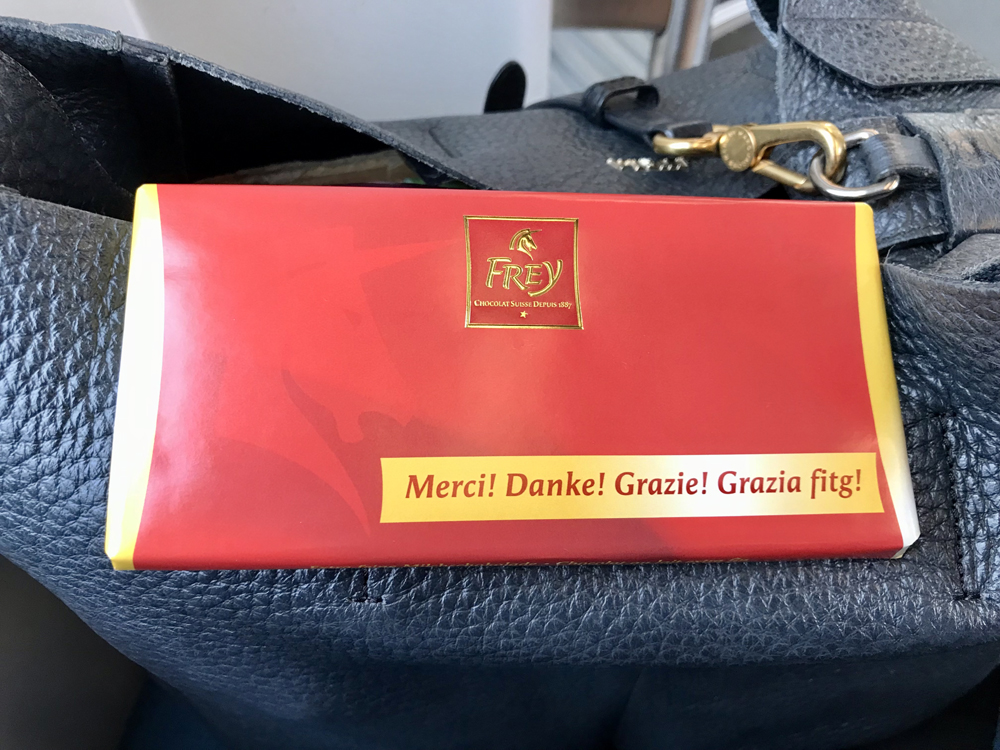 FREY
CHOCOLAT SUISSE DEPUIS 1887
Merci! Danke! Grazie! Grazia fitg!